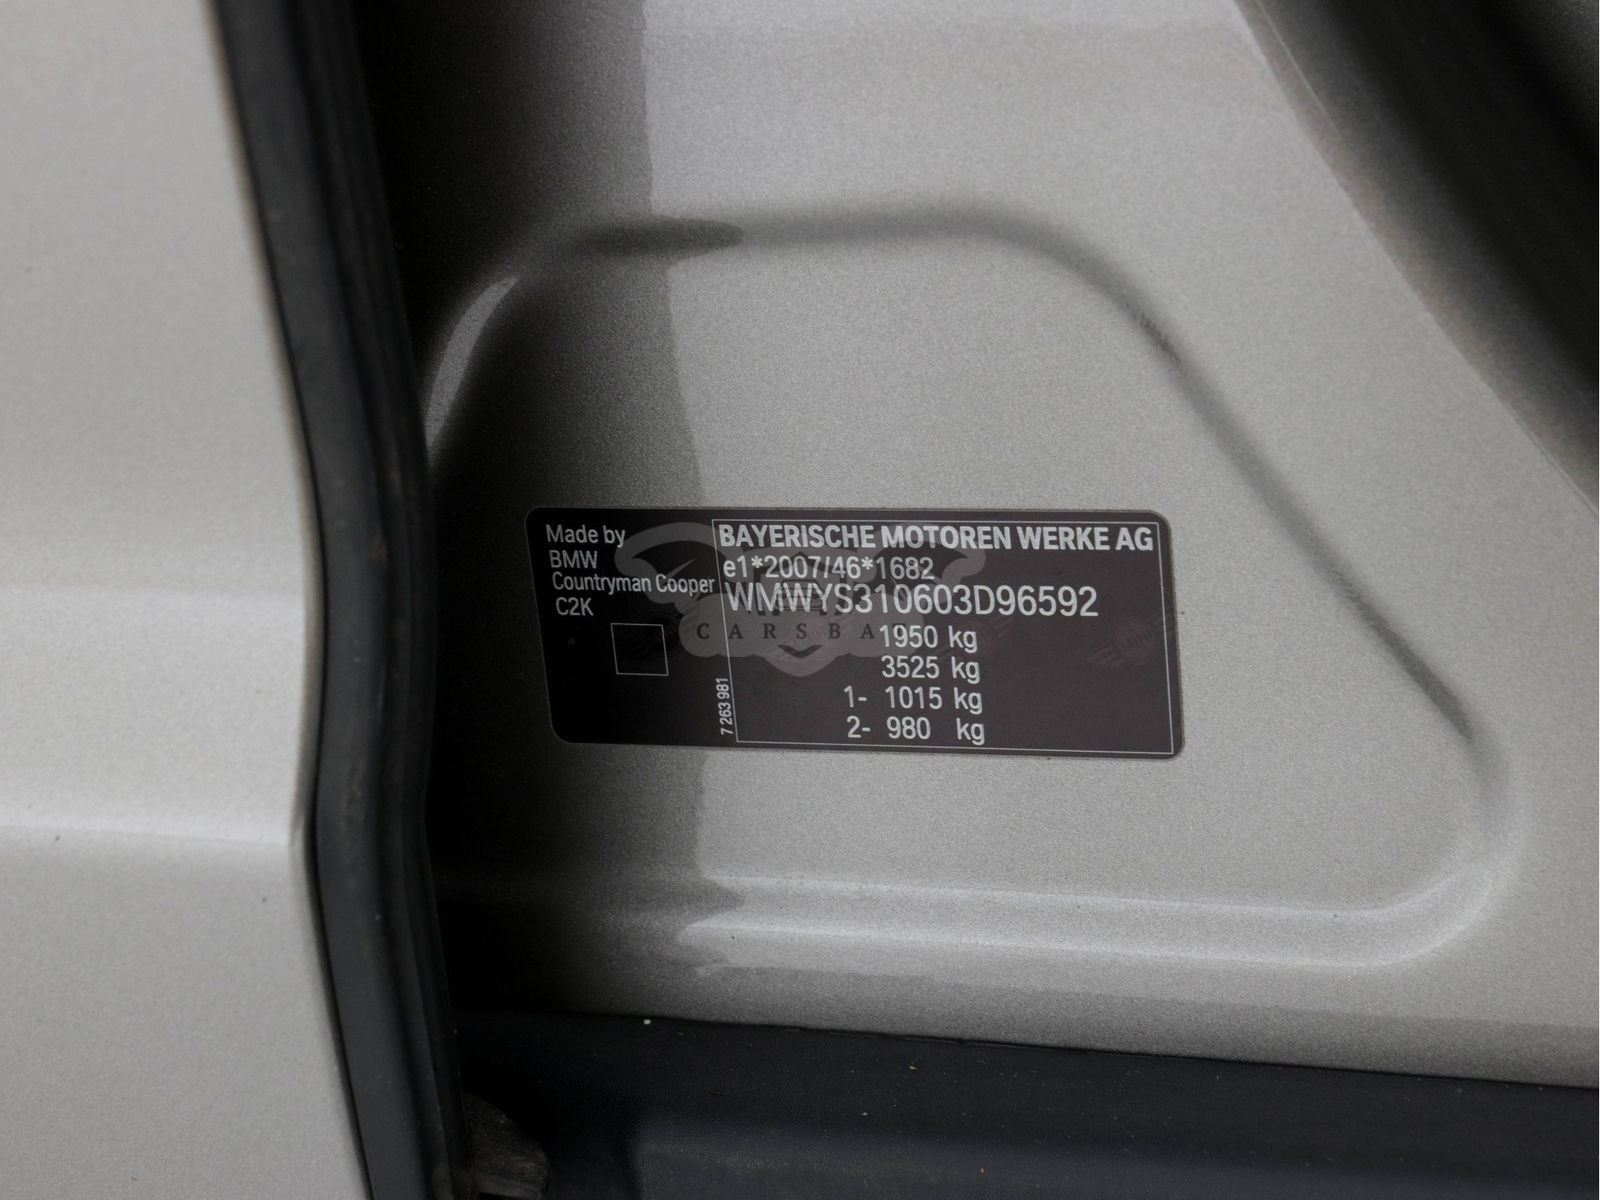 Made by
BMW
Countryman Cooper
C2K
BAYERISCHE MOTOREN WERKE AG
e1*2007/46*1682
WMWYS310603D96592
CARSBA
1950 kg
3525 kg
1- 1015 kg
2- 980 kg
7 263 981